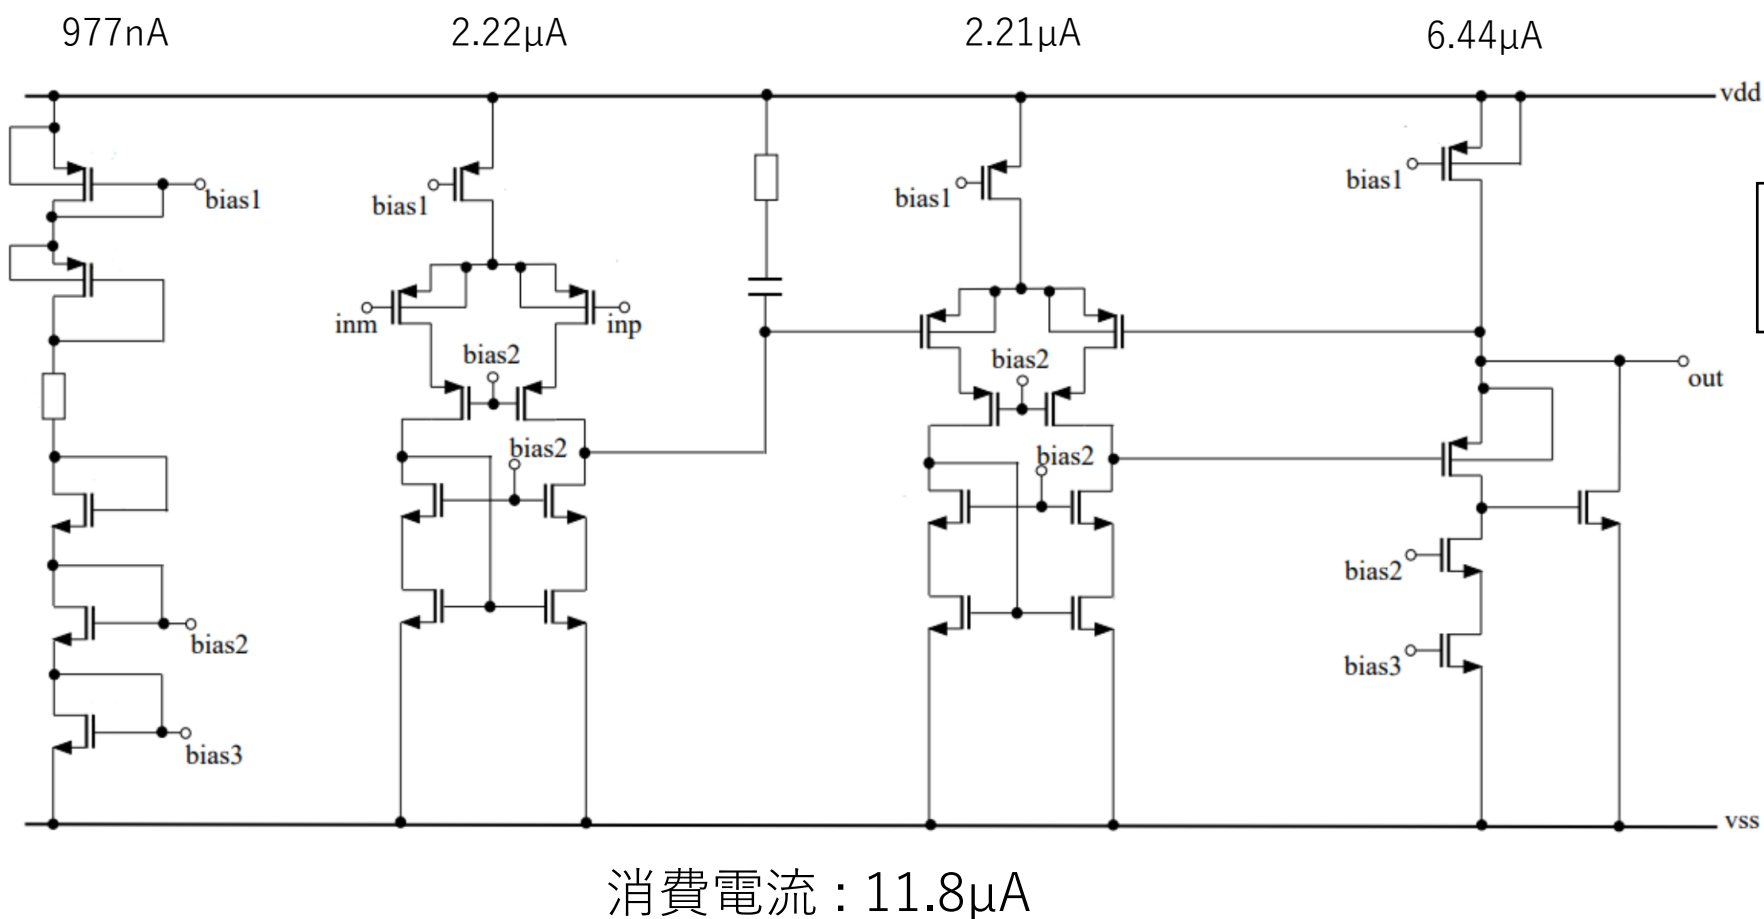 977nA
2.22μA
2.21μA
6.44μA
vdd
bias1
bias1
bias1
bias1
inm
inp
bias2
bias2
out
bias2
bias2
bias2
bias2
bias3
bias3
vss
消費電流：11.8μA